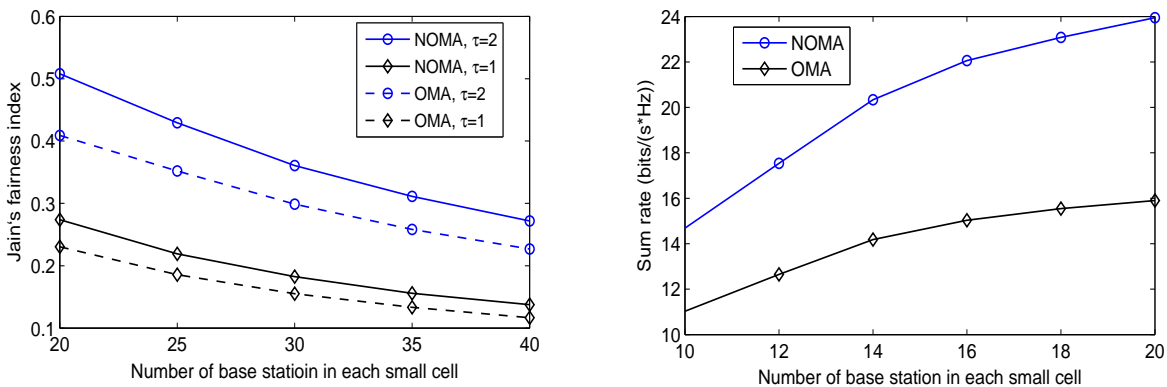 Jain's fairness index
0.6
0.5
0.4
0.3
0.2
0.1
NOMA, τ=2
NOMA, τ=1
OMA, τ=2
OMA, τ=1
20 25 30 35 40
Number of base statioin in each small cell
Sum rate (bits/(s*Hz))
24
22
20
18
16
14
12
10
NOMA
OMA
10 12 14 16 18 20
Number of base station in each small cell